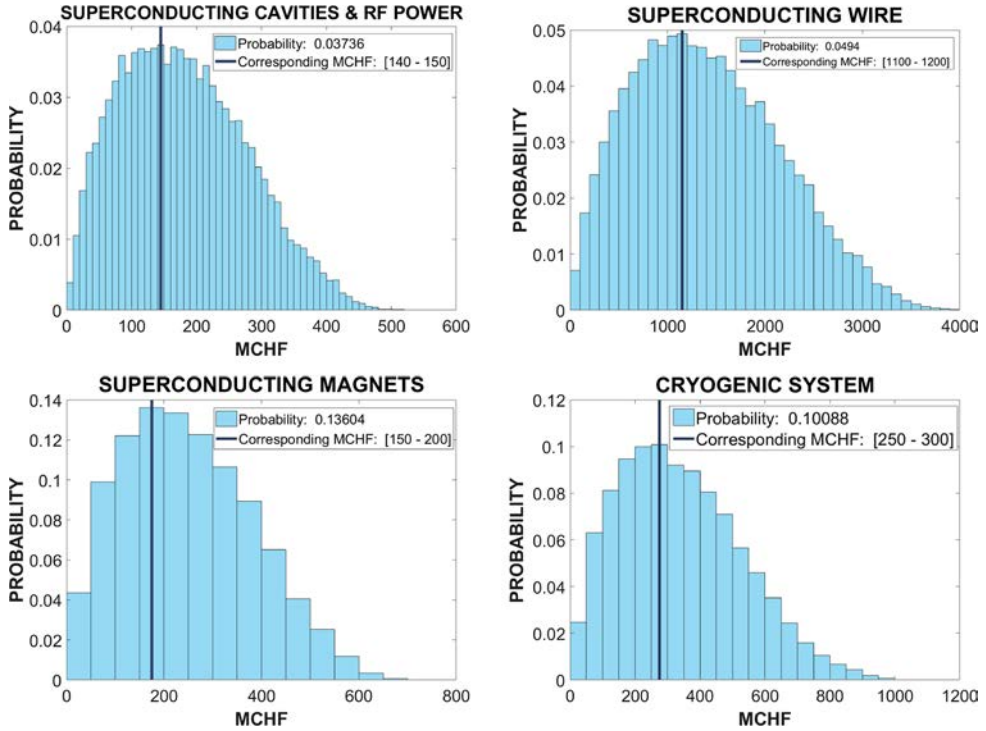 SUPERCONDUCTING CAVITIES & RF POWER
0.04
0.03
0.02
0.01
0
PROBABILITY
Probability: 0.03736
Corresponding MCHF: [140 - 150]
0 100 200 300 400 500 600
MCHF
SUPERCONDUCTING WIRE
0.05
0.04
0.03
0.02
0.01
0
PROBABILITY
Probability: 0.0494
Corresponding MCHF: [1100 - 1200]
0 1000 2000 3000 4000
MCHF
SUPERCONDUCTING MAGNETS
0.14
0.12
0.1
0.08
0.06
0.04
0.02
0
PROBABILITY
Probability: 0.13604
Corresponding MCHF: [150 - 200]
0 200 400 600 800
MCHF
CRYOGENIC SYSTEM
0.12
0.1
0.08
0.06
0.04
0.02
0
PROBABILITY
Probability: 0.10088
Corresponding MCHF: [250 - 300]
0 200 400 600 800 1000 1200
MCHF